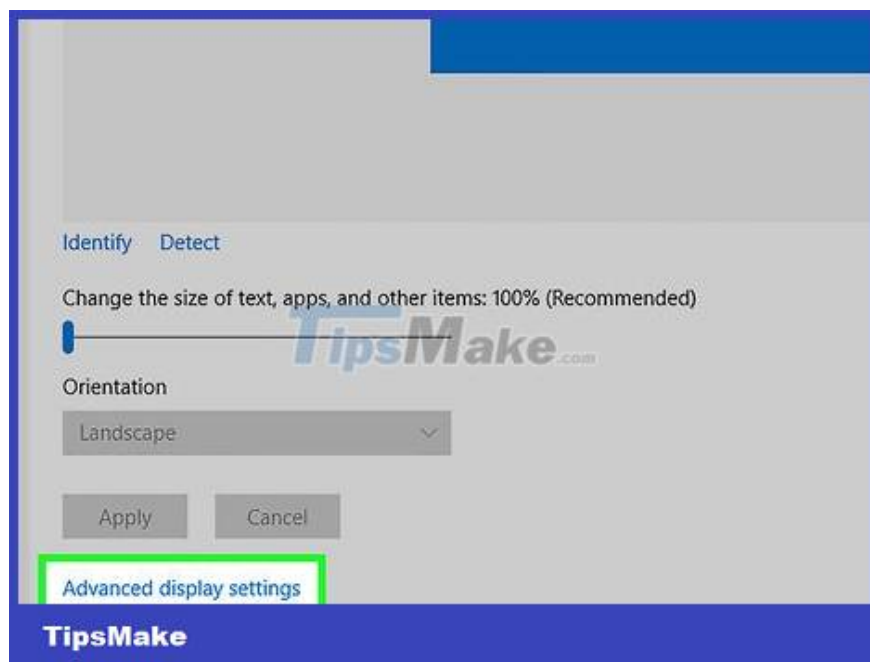 Identify Detect
Change the size of text, apps, and other items: 100% (Recommended)
TipsMake.com
Orientation
Landscape
Apply Cancel
Advanced display settings
TipsMake